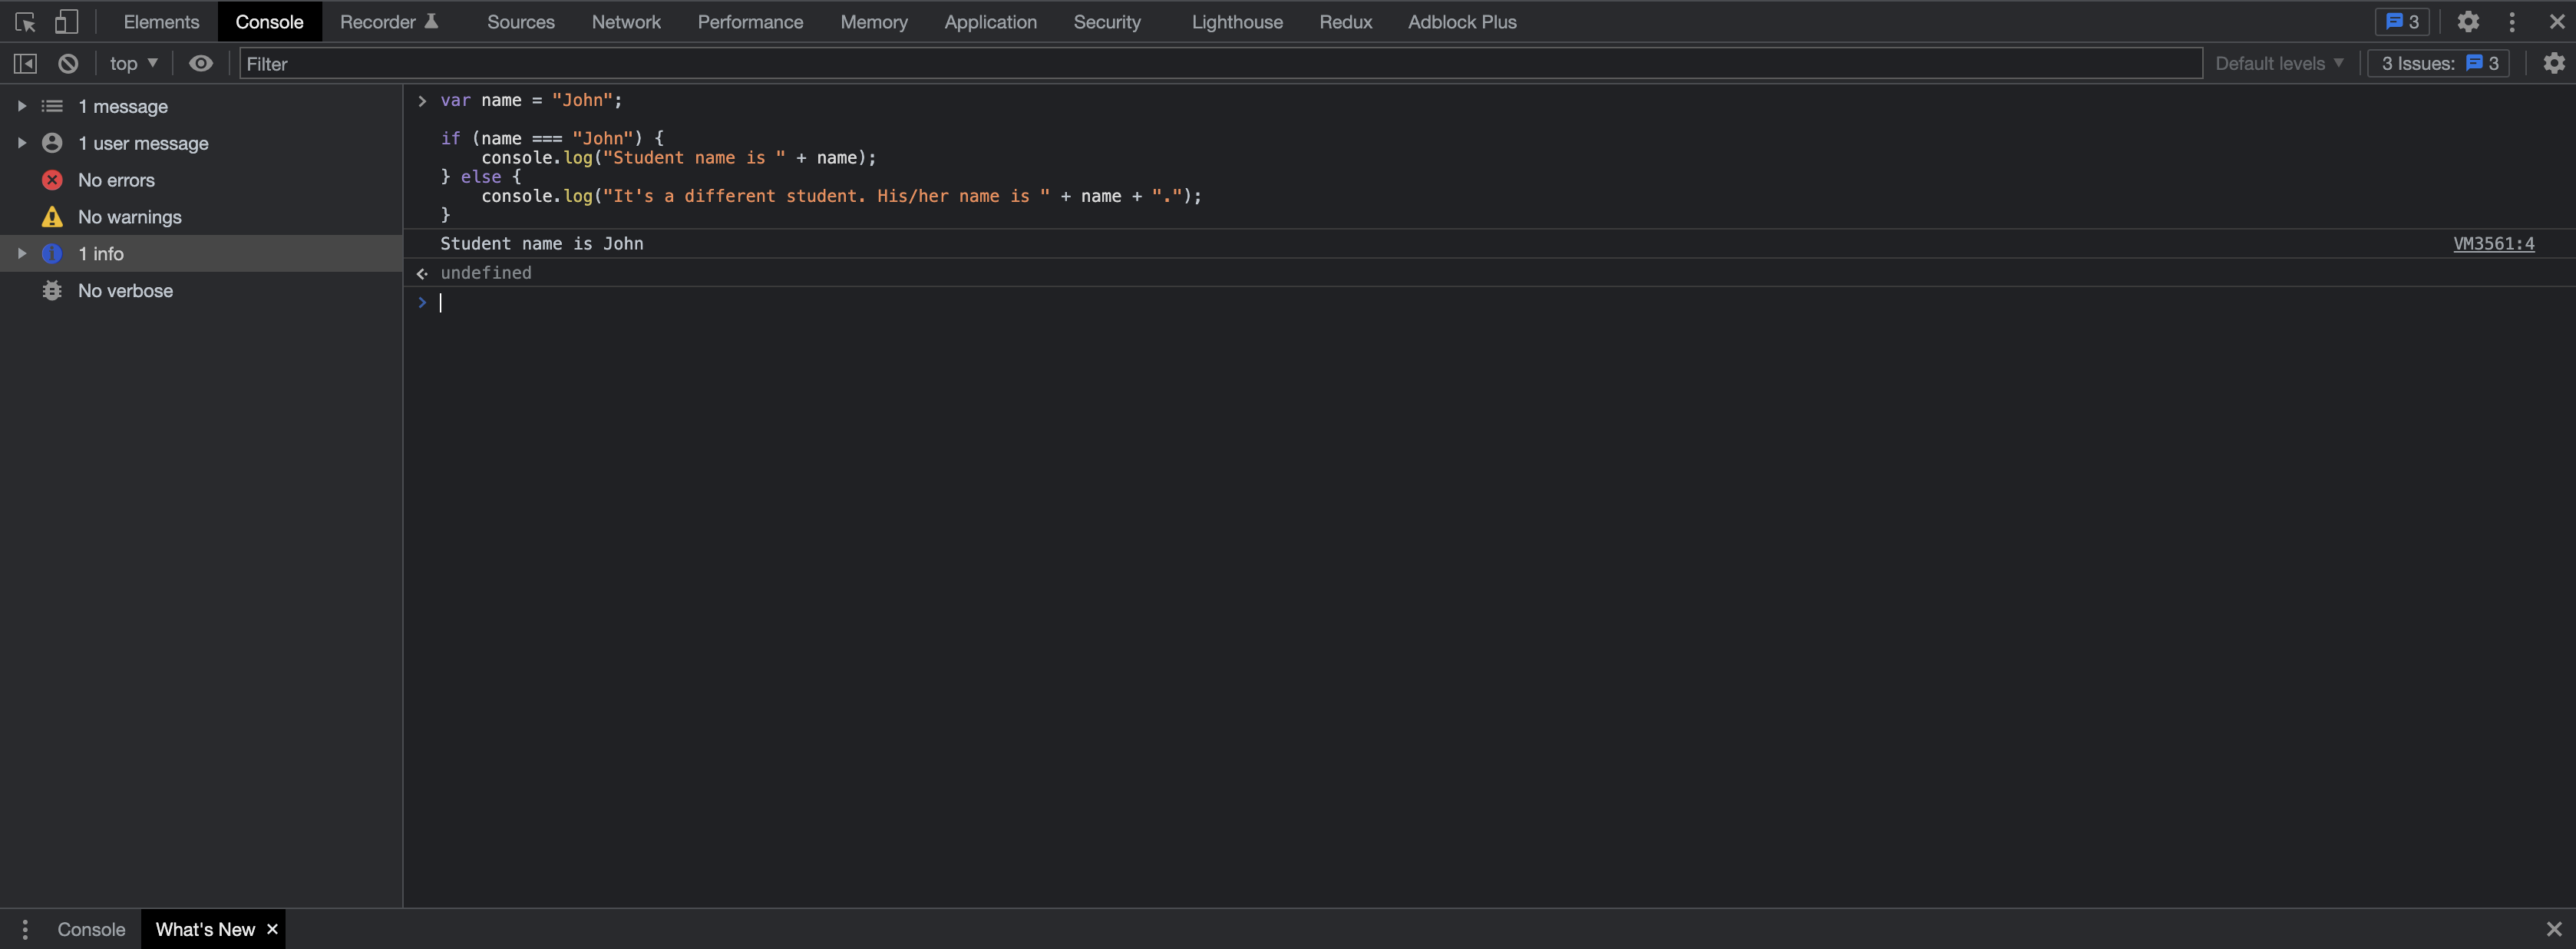 Elements Console Recorder Sources Network Performance Memory Application Security Lighthouse Redux Adblock Plus 3
top Filter Default levels 3 Issues: 3
1 message
1 user message
No errors
No warnings
1 info
No verbose
var name = "John";
if (name === "John") {
    console.log("Student name is " + name);
} else {
    console.log("It's a different student. His/her name is " + name + ".");
}
Student name is John VM3561:4
undefined
Console What's New